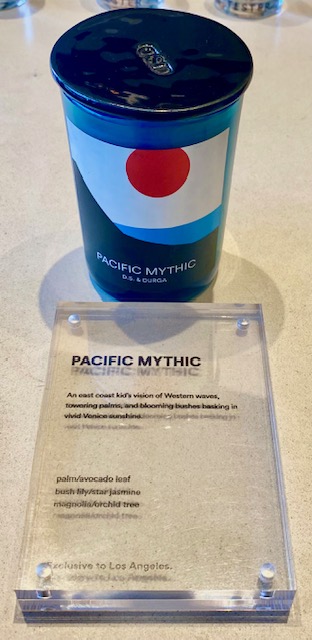 PACIFIC MYTHIC
D.S. & DURGA
PACIFIC MYTHIC
An east coast kid's vision of Western waves,
towering palms, and blooming bushes basking in
vivid Venice sunshine.
palm/avocado leaf
bush lily/star jasmine
magnolia/orchid tree
Exclusive to Los Angeles.